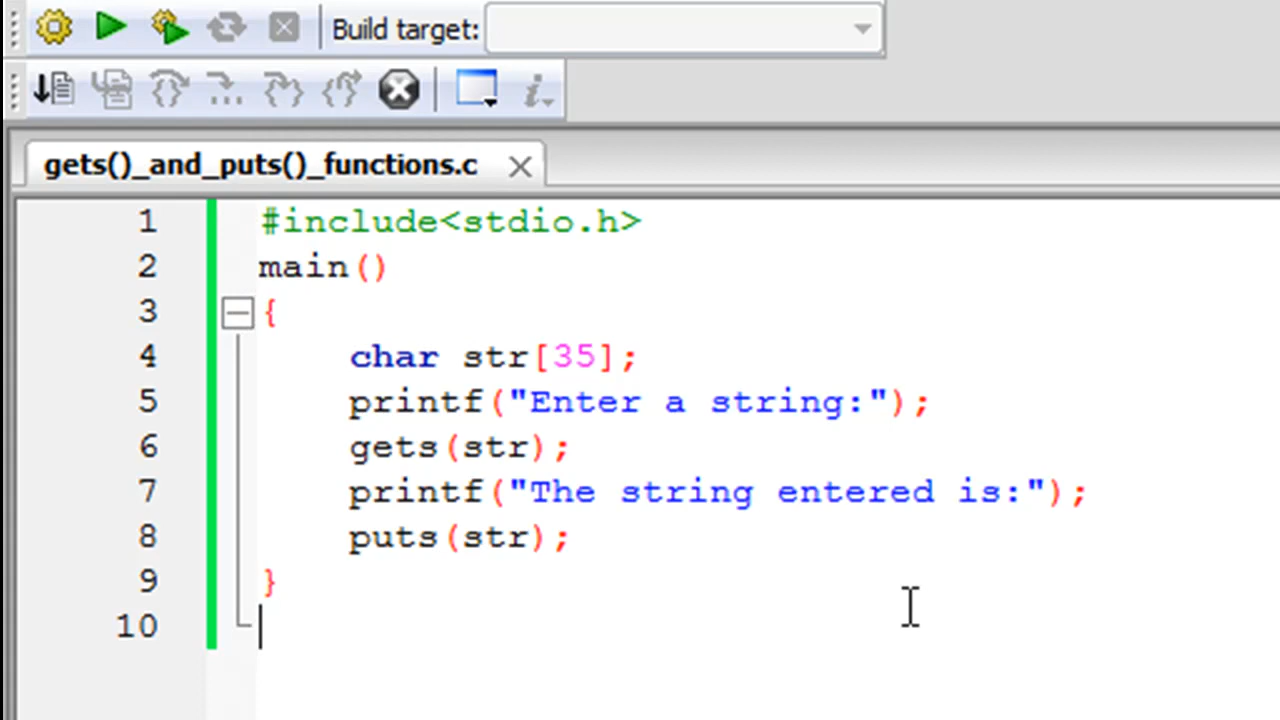 Build target:
gets()_and_puts()_functions.c
1 #include<stdio.h>
2 main()
3 {
4 char str[35];
5 printf("Enter a string:");
6 gets(str);
7 printf("The string entered is:");
8 puts(str);
9 }
10